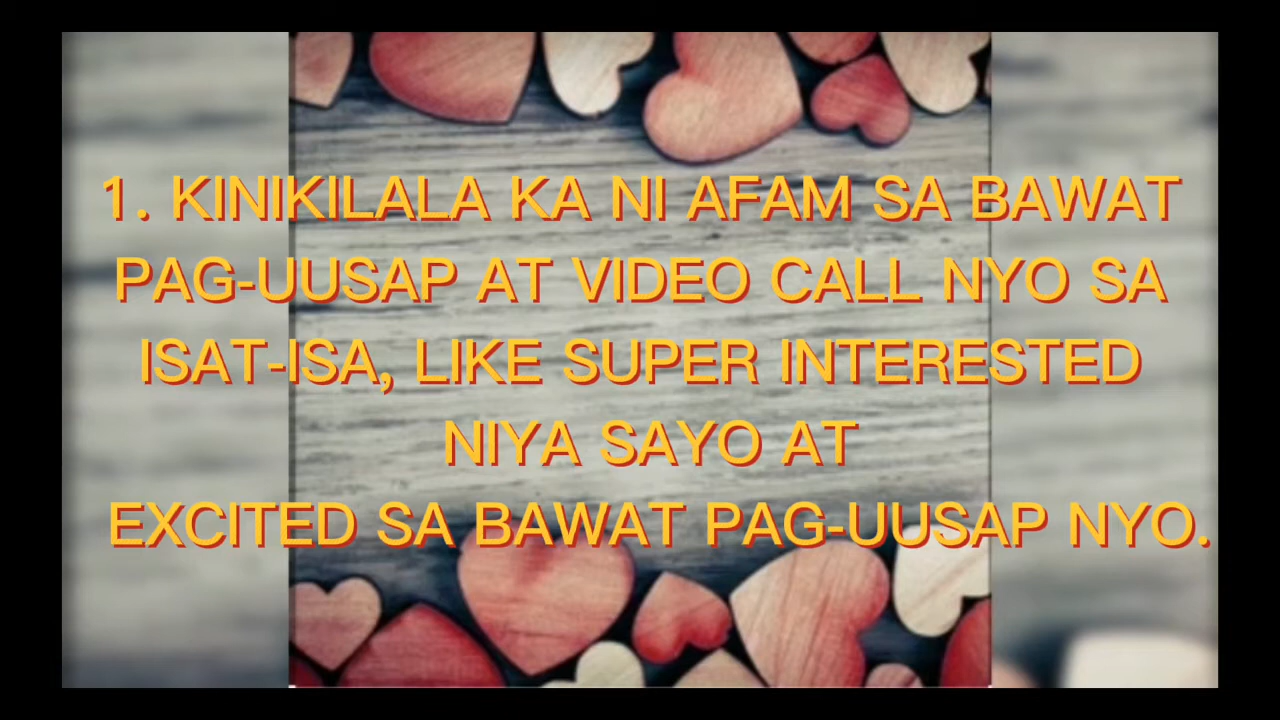 1. KINIKILALA KA NI AFAM SA BAWAT
PAG-UUSAP AT VIDEO CALL NYO SA
ISAT-ISA, LIKE SUPER INTERESTED
NIYA SAYO AT
EXCITED SA BAWAT PAG-UUSAP NYO.